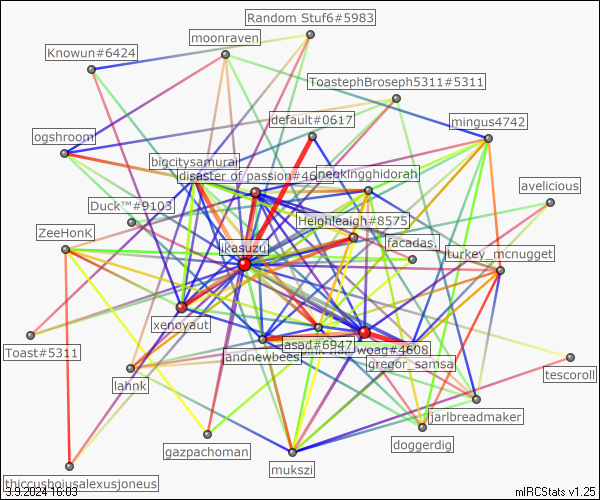 Random Stuf6#5983
moonraven
Knowun#6424
ToastephBroseph5311#5311
default#0617
mingus4742
ogshroom
bigcitysamurai
disaster of passion#46
neokingghidorah
avelicious
Duck™#9103
Heighleaigh#8575
ZeeHonK
ikasuzu
facadas,
turkey_mcnugget
xenoyaut
asad#6947
woag#4608
Toast#5311
andnewbees
gregor_samsa
tescoroll
lahnk
jarlbreadmaker
doggerdig
gazpachoman
mukszi
thiccusboiusalexusjoneus
3.9.2024 16:03
mIRCStats v1.25